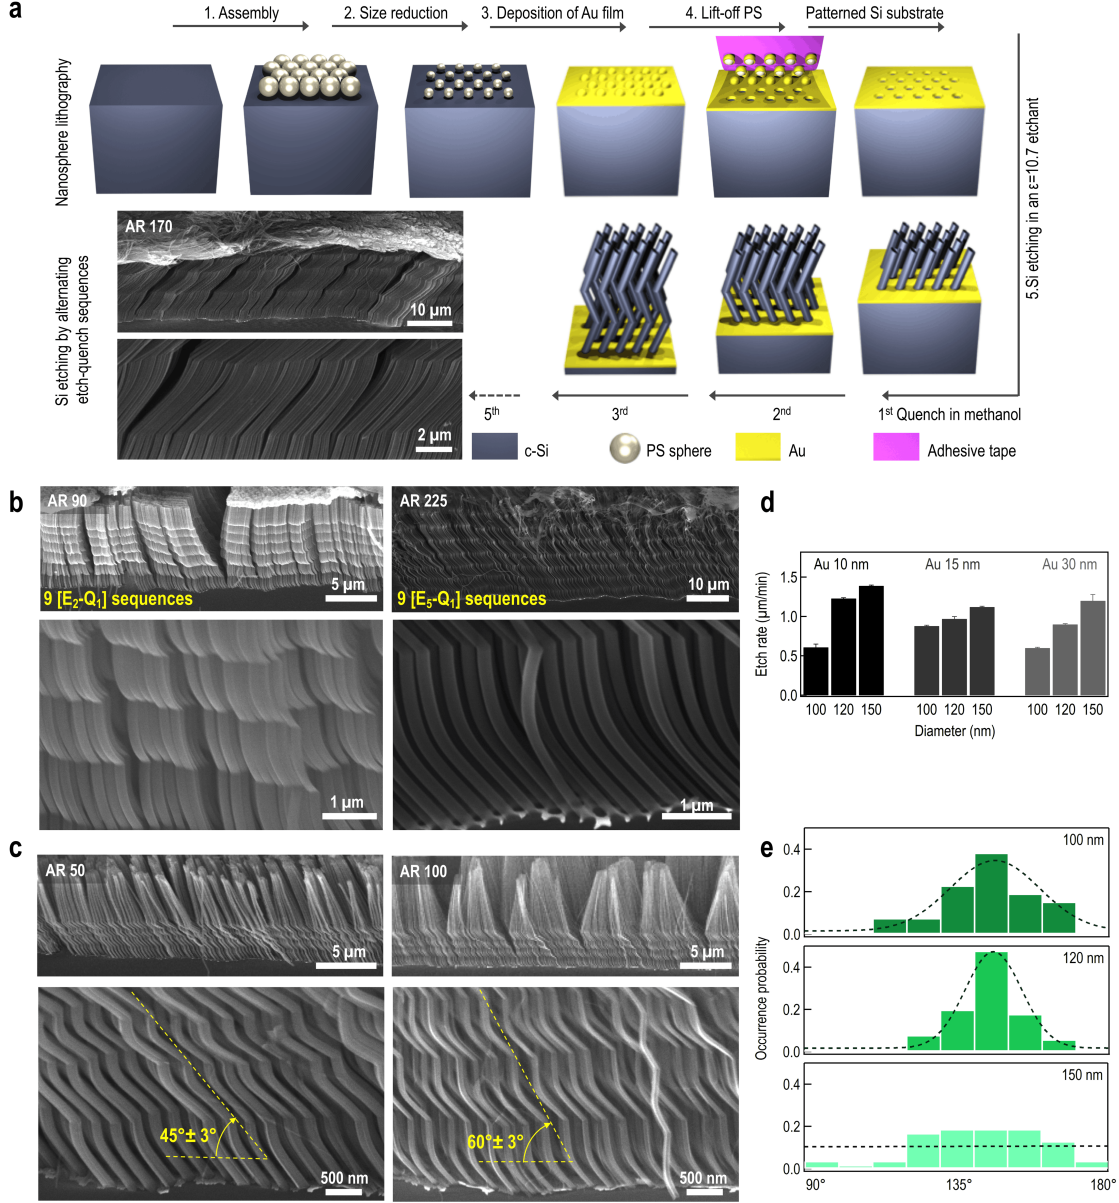 a
1. Assembly
2. Size reduction
3. Deposition of Au film
4. Lift-off PS
Patterned Si substrate
Nanosphere lithography
5.Si etching in an ε=10.7 etchant
Si etching by alternating
etch-quench sequences
AR 170
10 μm
2 μm
5th
3rd
2nd
1st Quench in methanol
c-Si
PS sphere
Au
Adhesive tape
b
AR 90
5 μm
9 [E2-Q1] sequences
AR 225
10 μm
9 [E5-Q1] sequences
1 μm
1 μm
c
AR 50
5 μm
AR 100
5 μm
45°± 3°
500 nm
60°± 3°
500 nm
d
Au 10 nm
Au 15 nm
Au 30 nm
Etch rate (μm/min)
1.5
1.0
0.5
0.0
100 120 150
100 120 150
100 120 150
Diameter (nm)
e
Occurrence probability
100 nm
0.4
0.2
0.0
120 nm
0.4
0.2
0.0
150 nm
0.4
0.2
0.0
90°
135°
180°